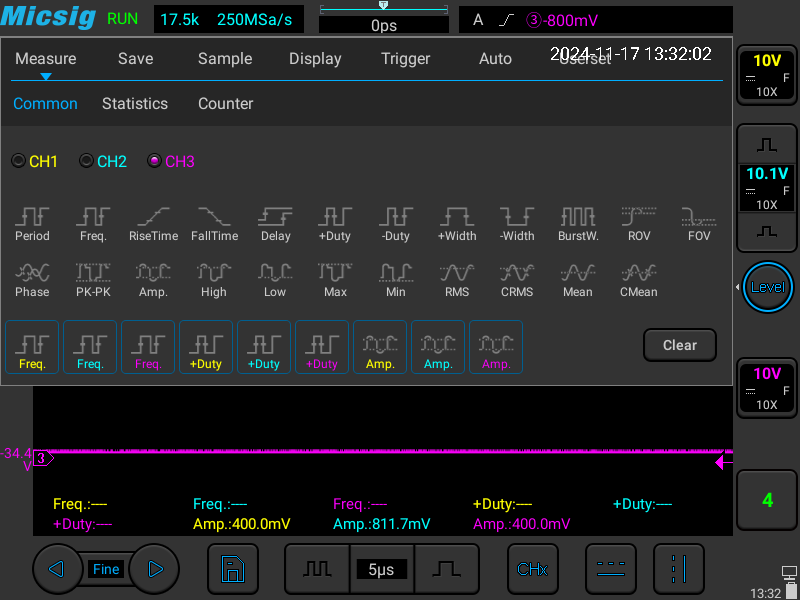 Micsig RUN 17.5k 250MSa/s 0ps A ③-800mV
Measure Save Sample Display Trigger Auto Userset 2024-11-17 13:32:02
Common Statistics Counter
CH1 CH2 CH3
Period Freq. RiseTime FallTime Delay +Duty -Duty +Width -Width BurstW. ROV FOV
Phase PK-PK Amp. High Low Max Min RMS CRMS Mean CMean
Freq. Freq. Freq. +Duty +Duty +Duty Amp. Amp. Amp. Clear
10V
F
10X
10.1V
F
10X
Level
10V
F
10X
4
-34.4
V
3
Freq.:---- Freq.:---- Freq.:---- +Duty:---- +Duty:----
+Duty:---- Amp.:400.0mV Amp.:811.7mV Amp.:400.0mV
Fine 5μs CHx
13:32